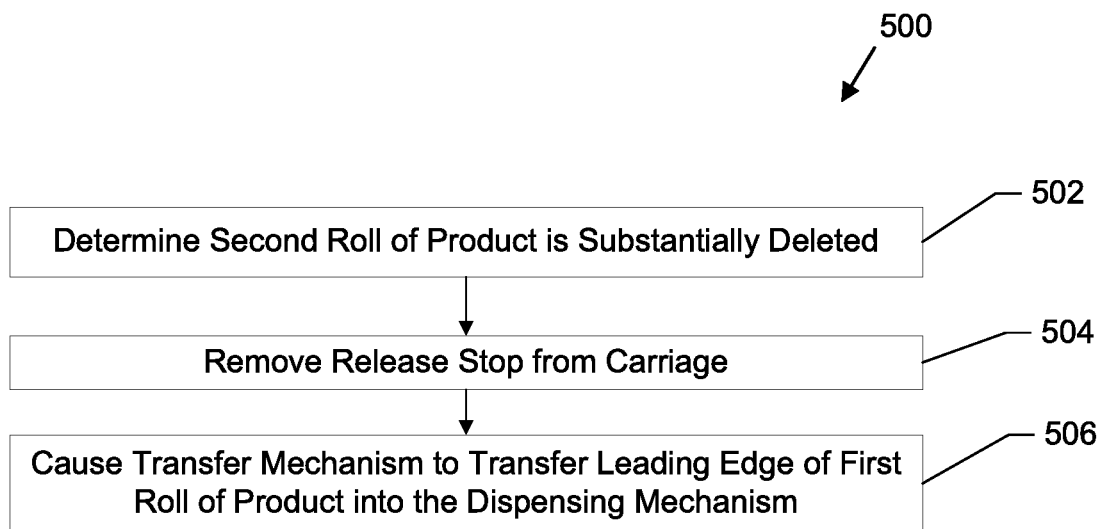 500
502
Determine Second Roll of Product is Substantially Deleted
504
Remove Release Stop from Carriage
506
Cause Transfer Mechanism to Transfer Leading Edge of First
Roll of Product into the Dispensing Mechanism